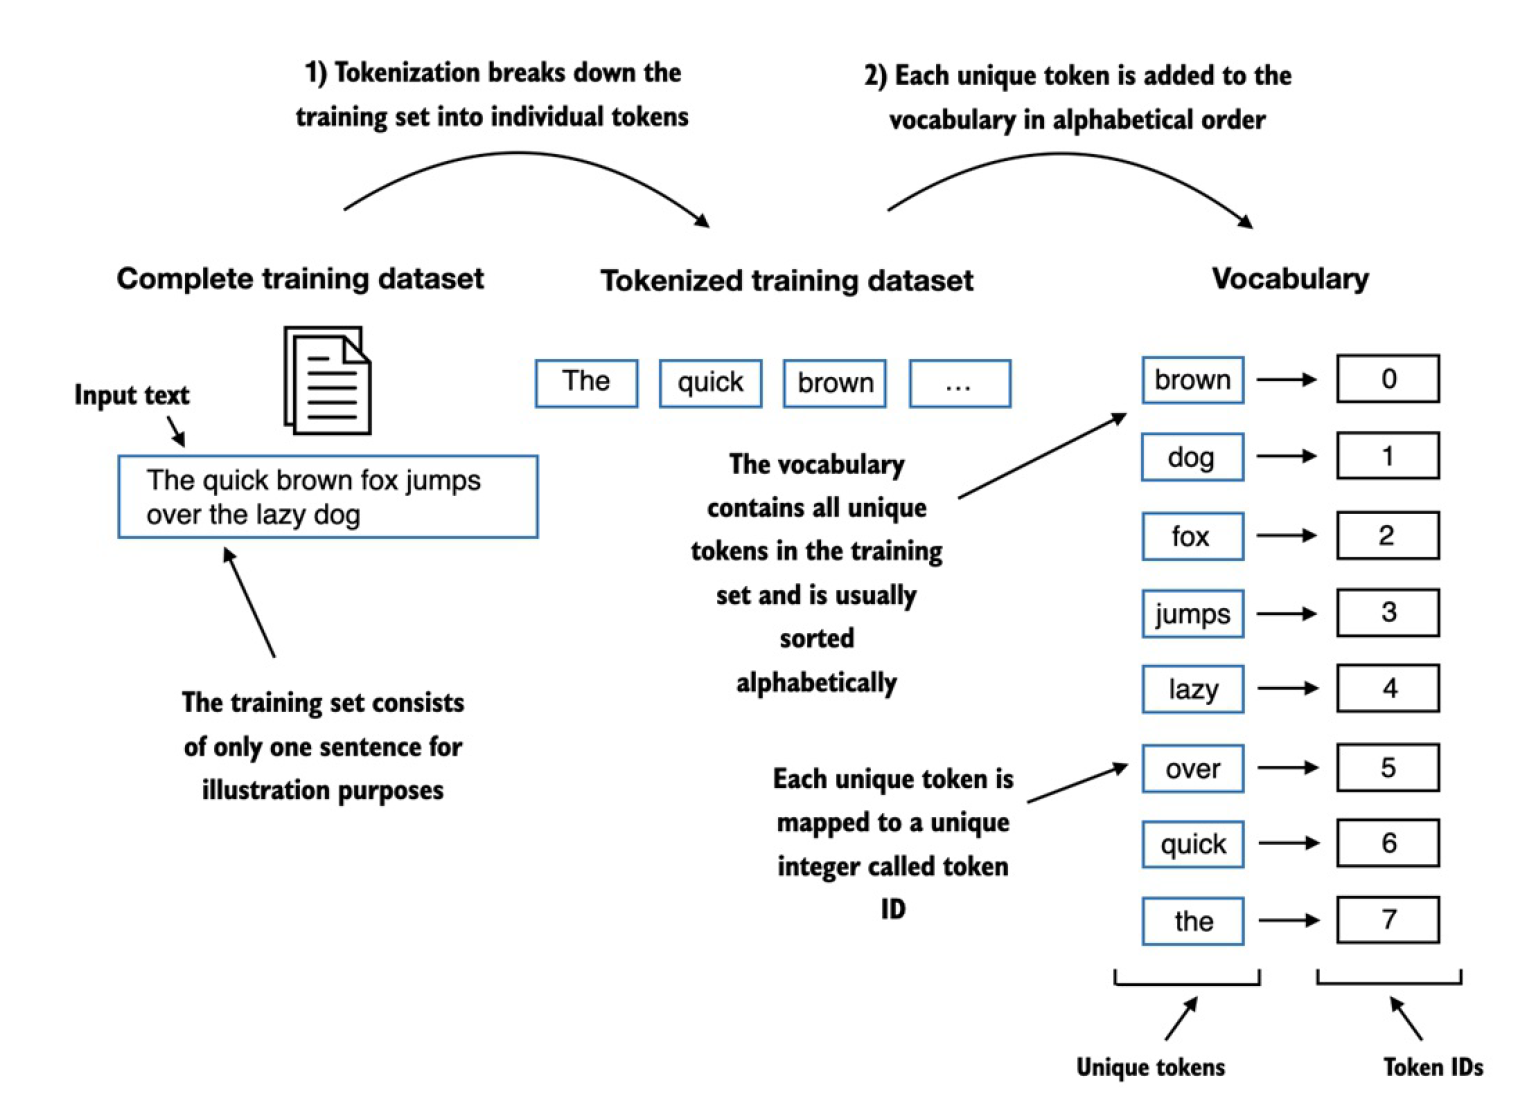 1) Tokenization breaks down the
training set into individual tokens
2) Each unique token is added to the
vocabulary in alphabetical order
Complete training dataset
Tokenized training dataset
Vocabulary
Input text
The quick brown fox jumps
over the lazy dog
The training set consists
of only one sentence for
illustration purposes
The quick brown ...
The vocabulary
contains all unique
tokens in the training
set and is usually
sorted
alphabetically
Each unique token is
mapped to a unique
integer called token
ID
brown 0
dog 1
fox 2
jumps 3
lazy 4
over 5
quick 6
the 7
Unique tokens
Token IDs